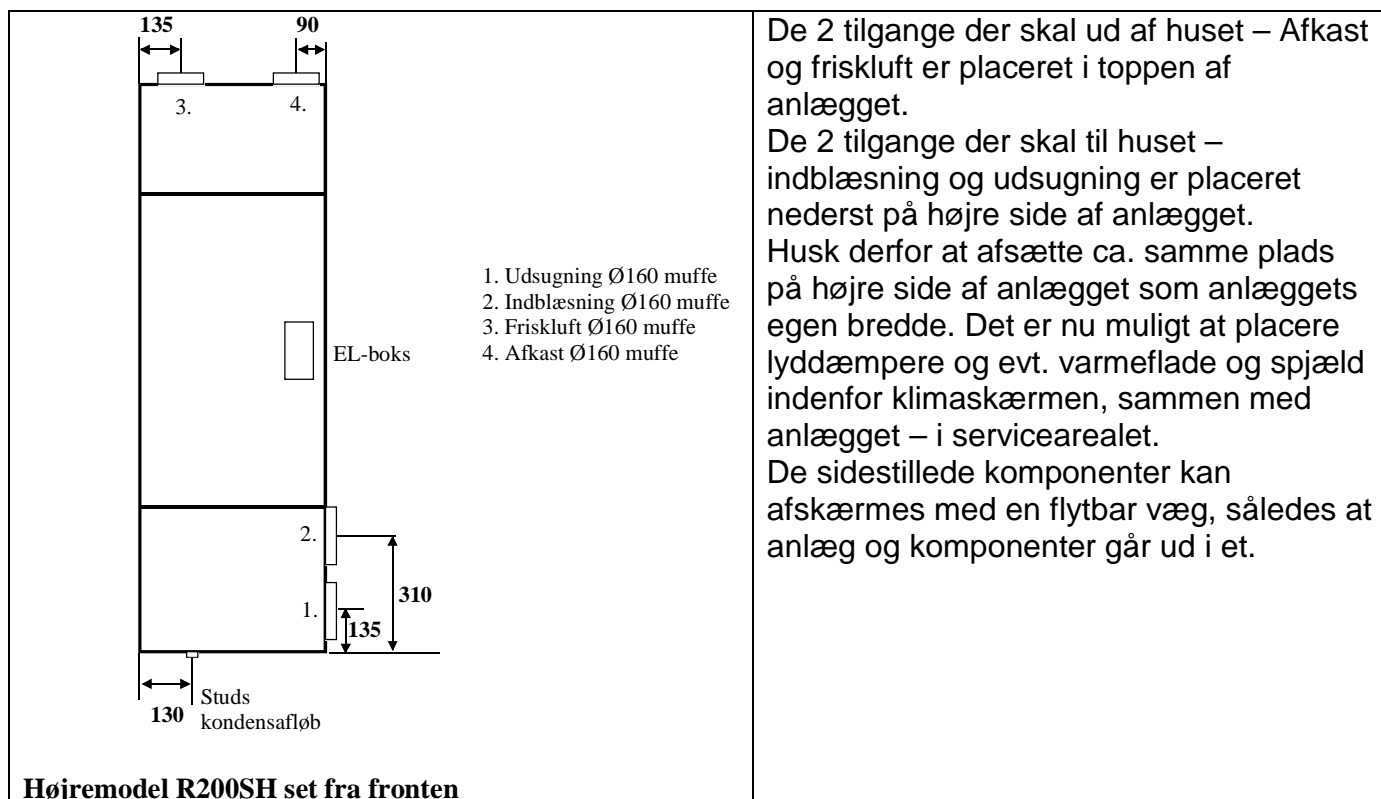 135
90
3.
4.
EL-boks
1. Udsugning Ø160 muffe
2. Indblæsning Ø160 muffe
3. Friskluft Ø160 muffe
4. Afkast Ø160 muffe
2.
1.
310
135
130
Studs
kondensafløb
Højremodel R200SH set fra fronten
De 2 tilgange der skal ud af huset – Afkast
og friskluft er placeret i toppen af
anlægget.
De 2 tilgange der skal til huset –
indblæsning og udsugning er placeret
nederst på højre side af anlægget.
Husk derfor at afsætte ca. samme plads
på højre side af anlægget som anlæggets
egen bredde. Det er nu muligt at placere
lyddæmpere og evt. varmeflade og spjæld
indenfor klimaskærmen, sammen med
anlægget – i servicearealet.
De sidestillede komponenter kan
afskærmes med en flytbar væg, således at
anlæg og komponenter går ud i et.